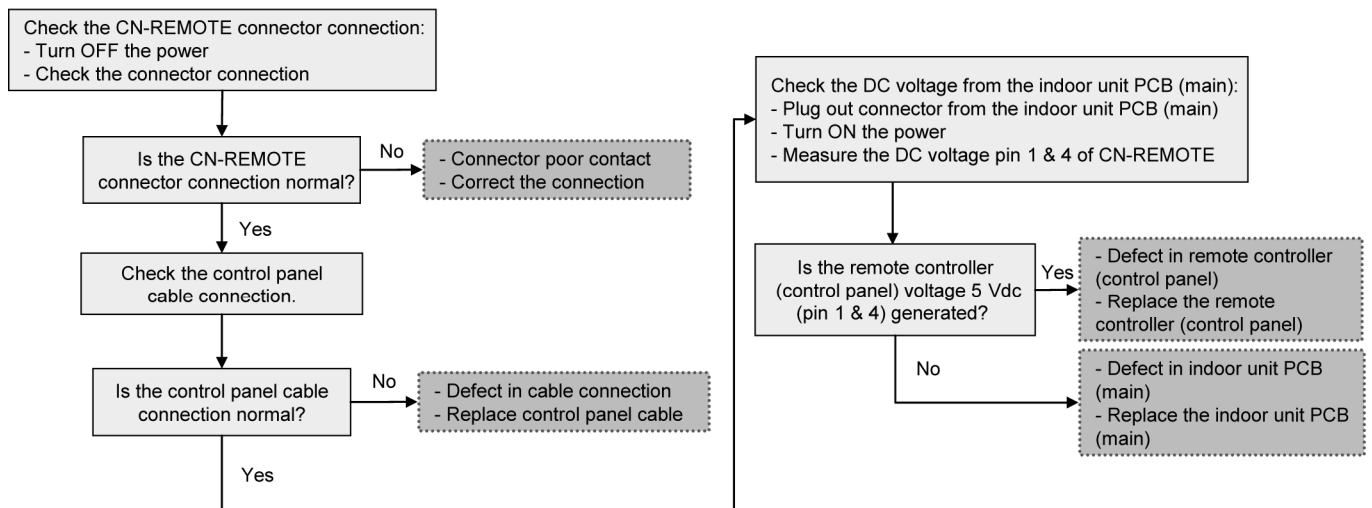 Check the CN-REMOTE connector connection:
- Turn OFF the power
- Check the connector connection
Is the CN-REMOTE
connector connection normal?
No
- Connector poor contact
- Correct the connection
Yes
Check the control panel
cable connection.
Is the control panel cable
connection normal?
No
- Defect in cable connection
- Replace control panel cable
Yes
Check the DC voltage from the indoor unit PCB (main):
- Plug out connector from the indoor unit PCB (main)
- Turn ON the power
- Measure the DC voltage pin 1 & 4 of CN-REMOTE
Is the remote controller
(control panel) voltage 5 Vdc
(pin 1 & 4) generated?
Yes
- Defect in remote controller
(control panel)
- Replace the remote
controller (control panel)
No
- Defect in indoor unit PCB
(main)
- Replace the indoor unit PCB
(main)